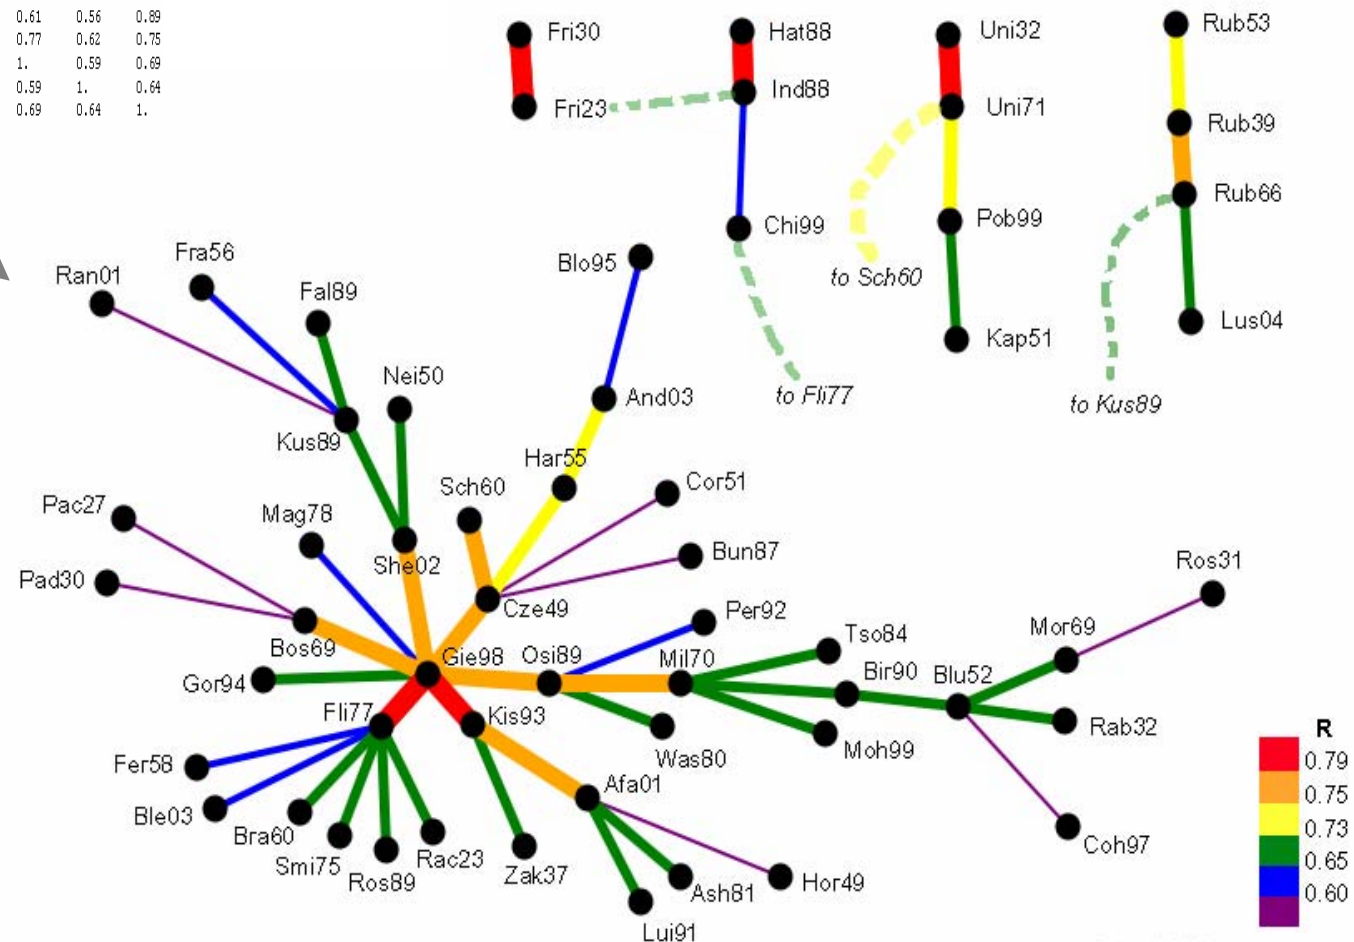 0.61 0.56 0.89
0.77 0.62 0.75
1. 0.59 0.69
0.59 1. 0.64
0.69 0.64 1.
Fri30
Fri23
Hat88
Ind88
Chi99
to Fli77
Uni32
Uni71
Pob99
to Sch60
Kap51
Rub53
Rub39
Rub66
Lus04
to Kus89
Ran01
Fra56
Fal89
Nei50
Kus89
Blo95
And03
Har55
Sch60
Cor51
Bun87
Pac27
Mag78
She02
Pad30
Cze49
Bos69
Gor94
Gie98
Osi89
Per92
Mil70
Tso84
Bir90
Blu52
Mor69
Ros31
Rab32
Moh99
Was80
Coh97
Fli77
Kis93
Fer58
Ble03
Bra60
Smi75
Ros89
Rac23
Zak37
Afa01
Ash81
Hor49
Lui91
R
0.79
0.75
0.73
0.65
0.60